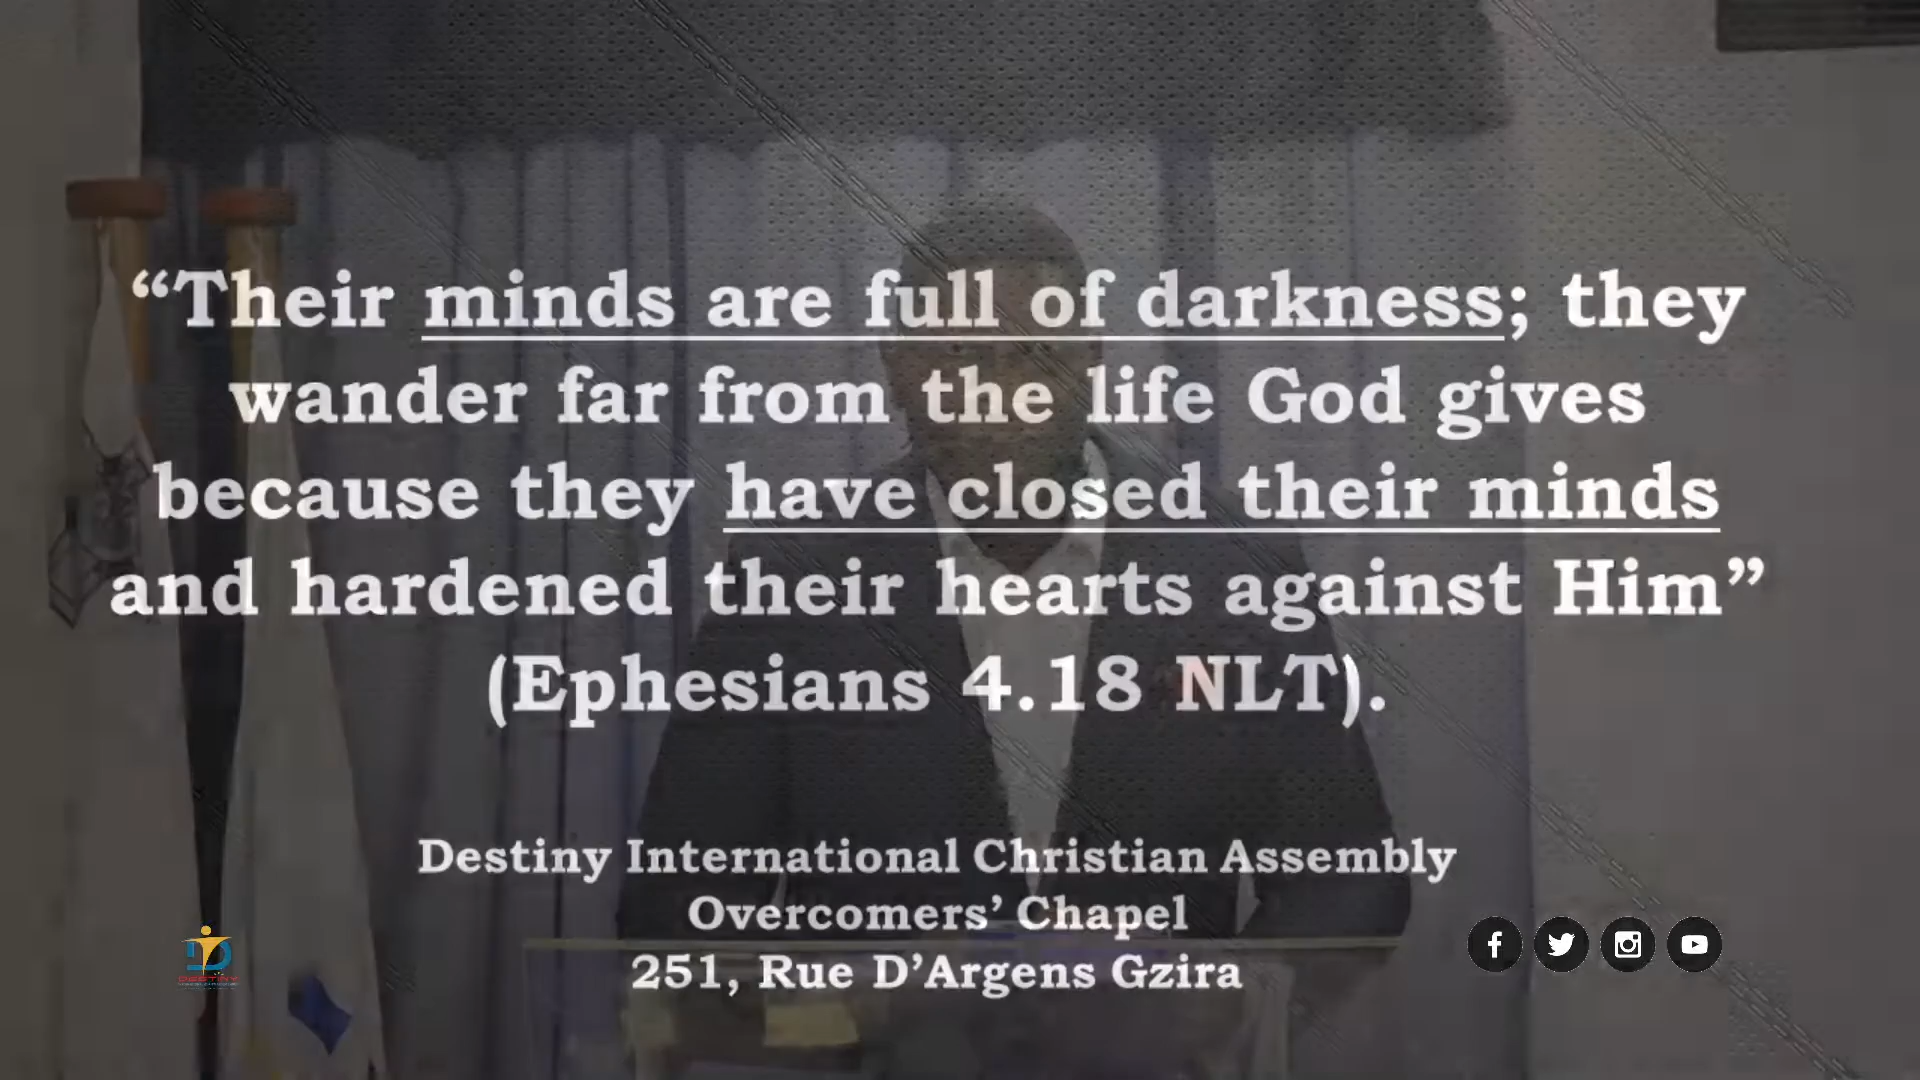 “Their minds are full of darkness; they
wander far from the life God gives
because they have closed their minds
and hardened their hearts against Him”
(Ephesians 4.18 NLT).
Destiny International Christian Assembly
Overcomers’ Chapel
251, Rue D’Argens Gzira
DESTINY